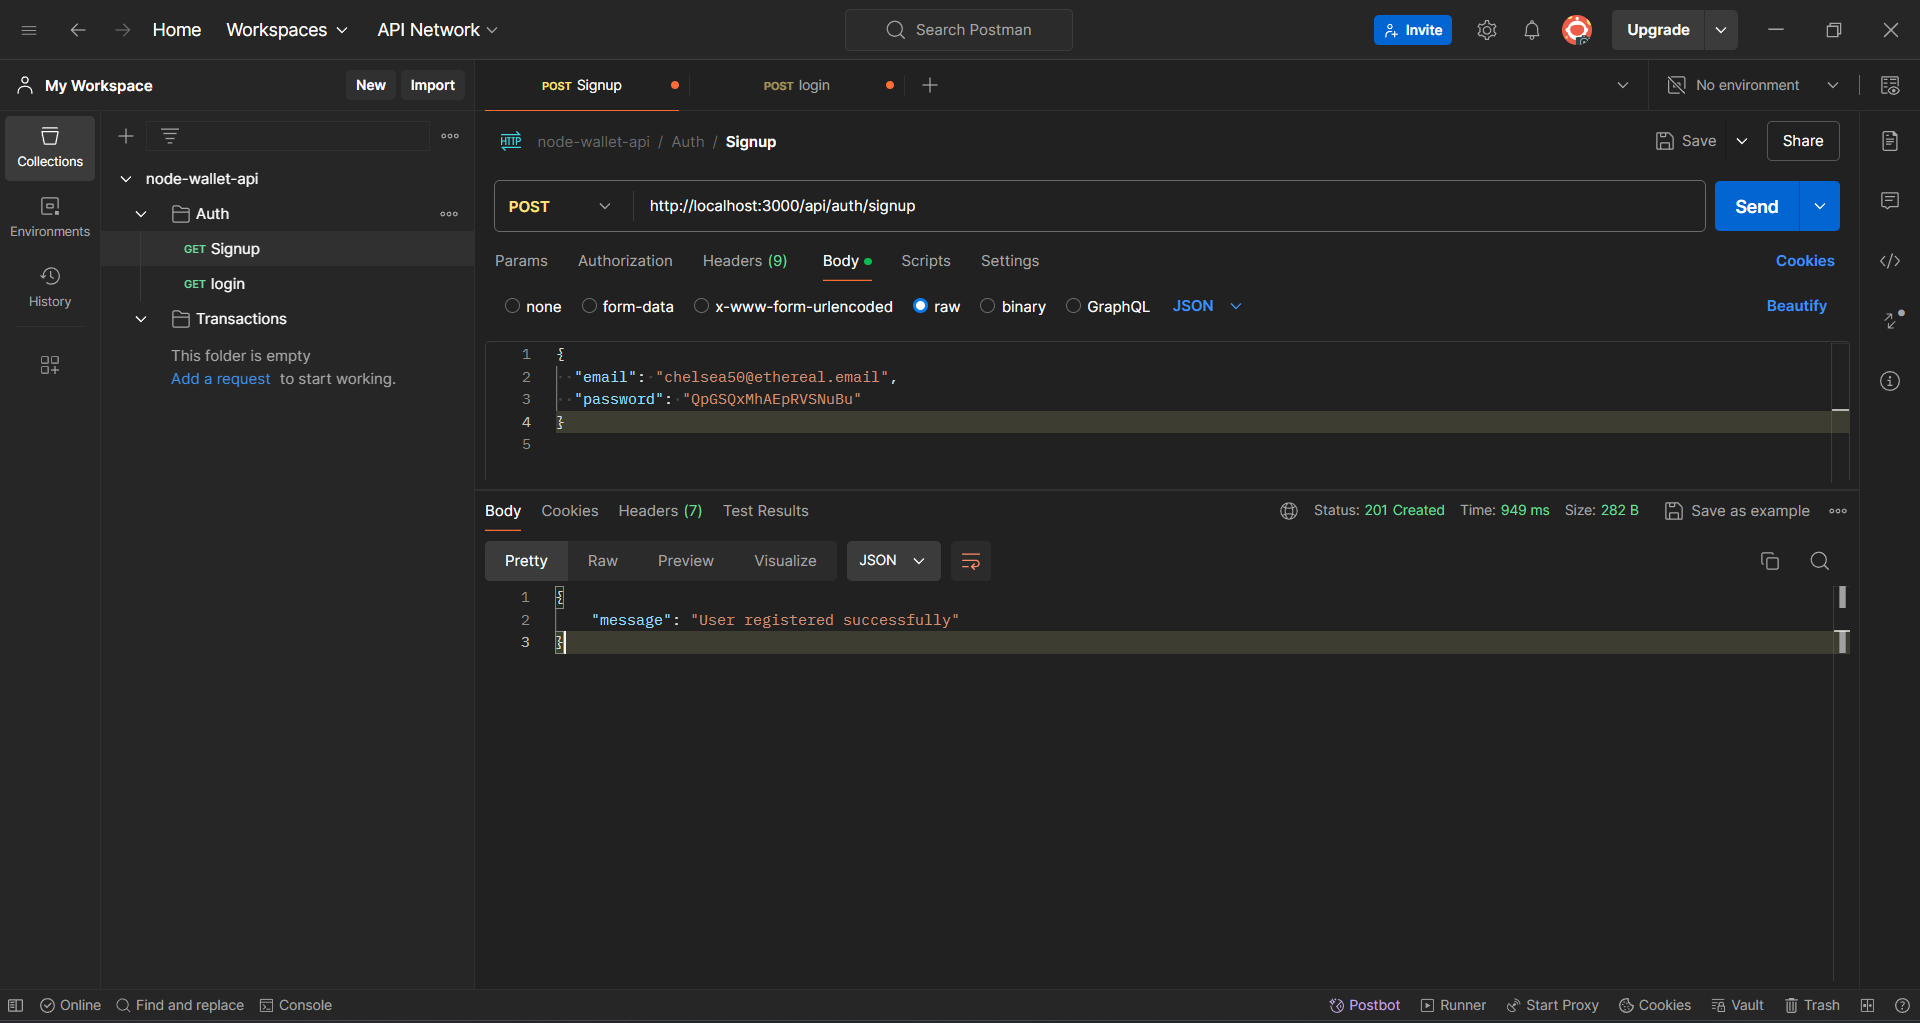 Home Workspaces API Network Search Postman Invite Upgrade
My Workspace New Import POST Signup POST login No environment
Collections
Environments
History
node-wallet-api
Auth
GET Signup
GET login
Transactions
This folder is empty
Add a request to start working.
HTTP node-wallet-api / Auth / Signup Save Share
POST http://localhost:3000/api/auth/signup Send
Params Authorization Headers (9) Body Scripts Settings Cookies
none form-data x-www-form-urlencoded raw binary GraphQL JSON Beautify
1 {
2 "email": "chelsea50@ethereal.email",
3 "password": "QpGSQxMhAEpRVSNuBu"
4 }
5
Body Cookies Headers (7) Test Results Status: 201 Created Time: 949 ms Size: 282 B Save as example
Pretty Raw Preview Visualize JSON
1 {
2 "message": "User registered successfully"
3 }
Online Find and replace Console Postbot Runner Start Proxy Cookies Vault Trash